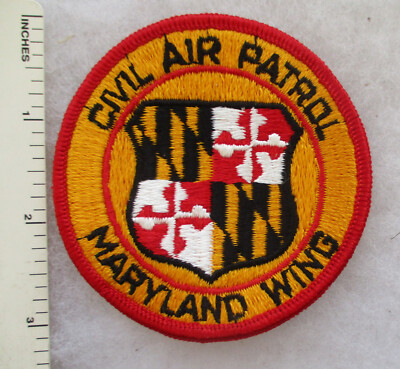 CIVIL AIR PATROL
MARYLAND WING
INCHES
1
2
3